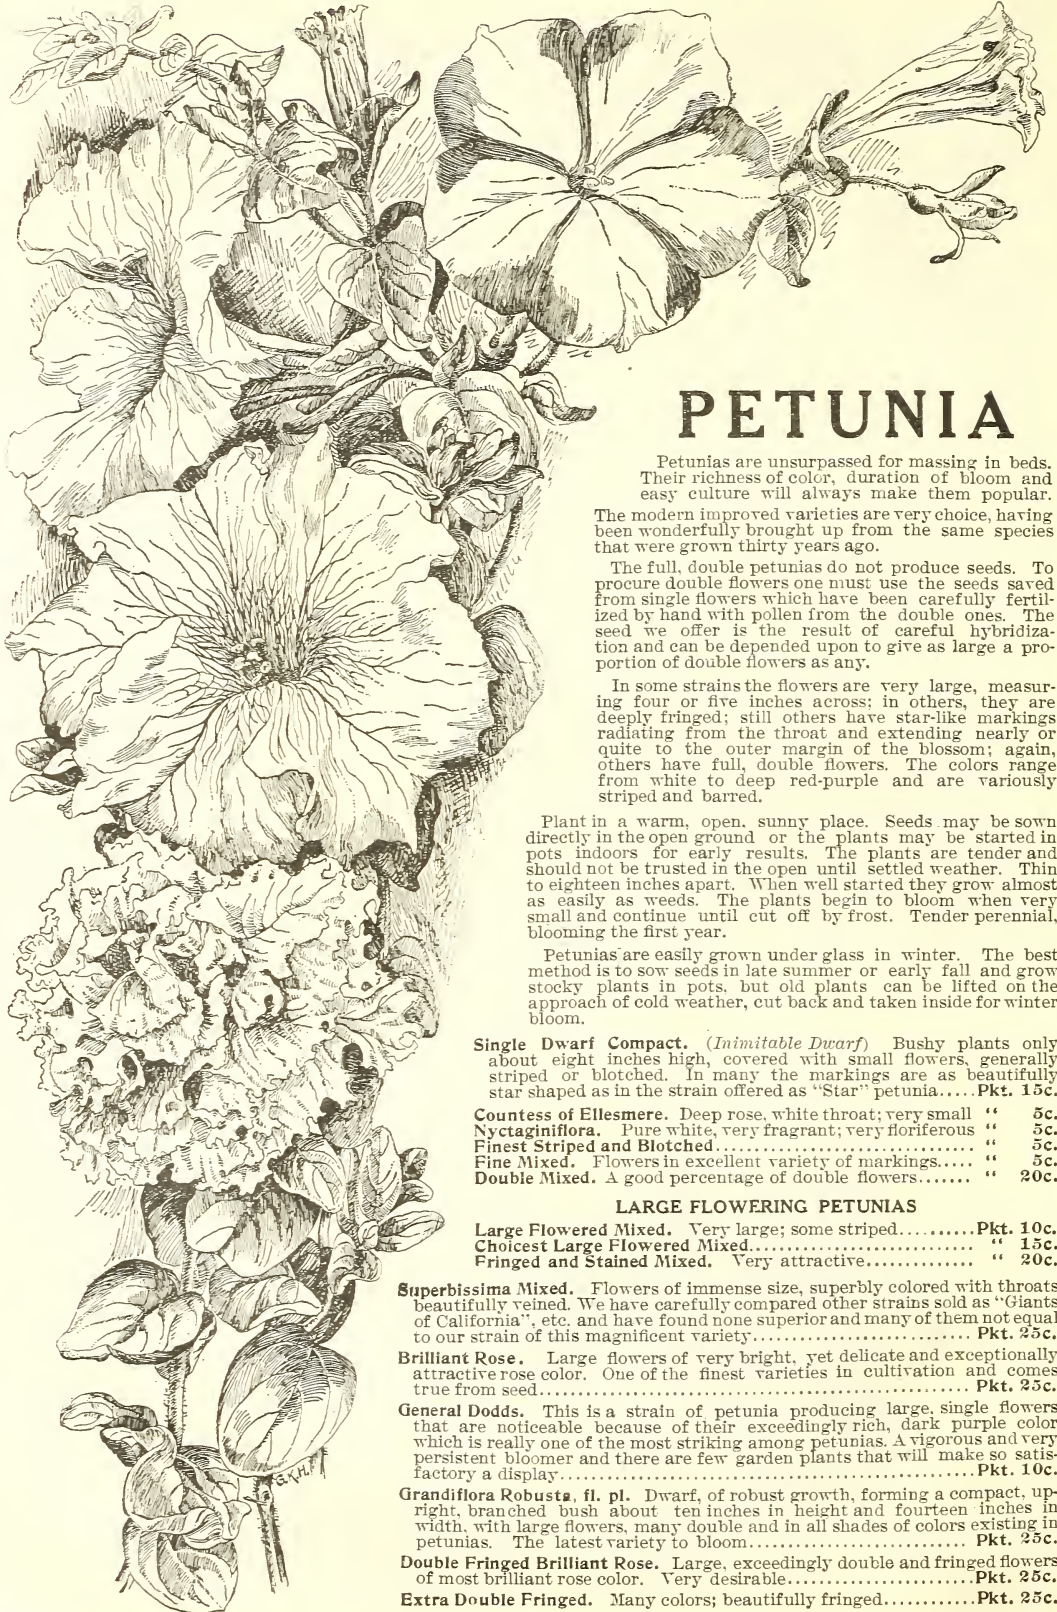 PETUNIA
Petunias are unsurpassed for massing in beds.
Their richness of color, duration of bloom and
easy culture will always make them popular.
The modern improved varieties are very choice, having
been wonderfully brought up from the same species
that were grown thirty years ago.
The full, double petunias do not produce seeds. To
procure double flowers one must use the seeds saved
from single flowers which have been carefully fertil-
ized by hand with pollen from the double ones. The
seed we offer is the result of careful hybridiza-
tion and can be depended upon to give as large a pro-
portion of double flowers as any.
In some strains the flowers are very large, measur-
ing four or five inches across; in others, they are
deeply fringed; still others have star-like markings
radiating from the throat and extending nearly or
quite to the outer margin of the blossom; again,
others have full, double flowers. The colors range
from white to deep red-purple and are variously
striped and barred.
Plant in a warm, open, sunny place. Seeds may be sown
directly in the open ground or the plants may be started in
pots indoors for early results. The plants are tender and
should not be trusted in the open until settled weather. Thin
to eighteen inches apart. When well started they grow almost
as easily as weeds. The plants begin to bloom when very
small and continue until cut off by frost. Tender perennial,
blooming the first year.
Petunias are easily grown under glass in winter. The best
method is to sow seeds in late summer or early fall and grow
stocky plants in pots, but old plants can be lifted on the
approach of cold weather, cut back and taken inside for winter
bloom.
Single Dwarf Compact. (Inimitable Dwarf) Bushy plants only
about eight inches high, covered with small flowers, generally
striped or blotched. In many the markings are as beautifully
star shaped as in the strain offered as "Star" petunia.....Pkt. 15c.
Countess of Ellesmere. Deep rose, white throat; very small " 5c.
Nyctaginiflora. Pure white, very fragrant; very floriferous " 5c.
Finest Striped and Blotched.............................. " 5c.
Fine Mixed. Flowers in excellent variety of markings..... " 5c.
Double Mixed. A good percentage of double flowers....... " 20c.
LARGE FLOWERING PETUNIAS
Large Flowered Mixed. Very large; some striped..........Pkt. 10c.
Choicest Large Flowered Mixed.......................... " 15c.
Fringed and Stained Mixed. Very attractive.............. " 20c.
Superbissima Mixed. Flowers of immense size, superbly colored with throats
beautifully veined. We have carefully compared other strains sold as "Giants
of California", etc. and have found none superior and many of them not equal
to our strain of this magnificent variety......................... Pkt. 25c.
Brilliant Rose. Large flowers of very bright, yet delicate and exceptionally
attractive rose color. One of the finest varieties in cultivation and comes
true from seed.................................................. Pkt. 25c.
General Dodds. This is a strain of petunia producing large, single flowers
that are noticeable because of their exceedingly rich, dark purple color
which is really one of the most striking among petunias. A vigorous and very
persistent bloomer and there are few garden plants that will make so satis-
factory a display................................................Pkt. 10c.
Grandiflora Robusta, fl. pl. Dwarf, of robust growth, forming a compact, up-
right, branched bush about ten inches in height and fourteen inches in
width, with large flowers, many double and in all shades of colors existing in
petunias. The latest variety to bloom.......................... Pkt. 25c.
Double Fringed Brilliant Rose. Large, exceedingly double and fringed flowers
of most brilliant rose color. Very desirable......................Pkt. 25c.
Extra Double Fringed. Many colors; beautifully fringed............Pkt. 25c.
G.K.H.